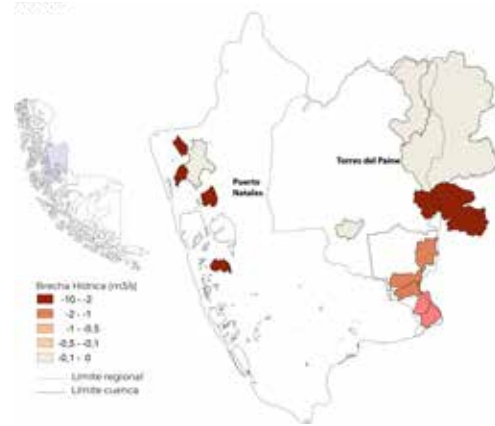 Torres del Paine
Puerto
Natales
Brecha Hídrica (m3/s)
-10 - -2
-2 - -1
-1 - -0,5
-0,5 - -0,1
-0,1 - 0
Límite regional
Límite cuenca